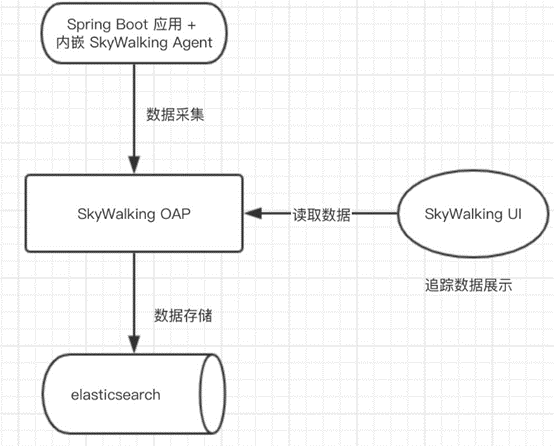 Spring Boot 应用 +
内嵌 SkyWalking Agent
数据采集
SkyWalking OAP
读取数据
SkyWalking UI
追踪数据展示
数据存储
elasticsearch